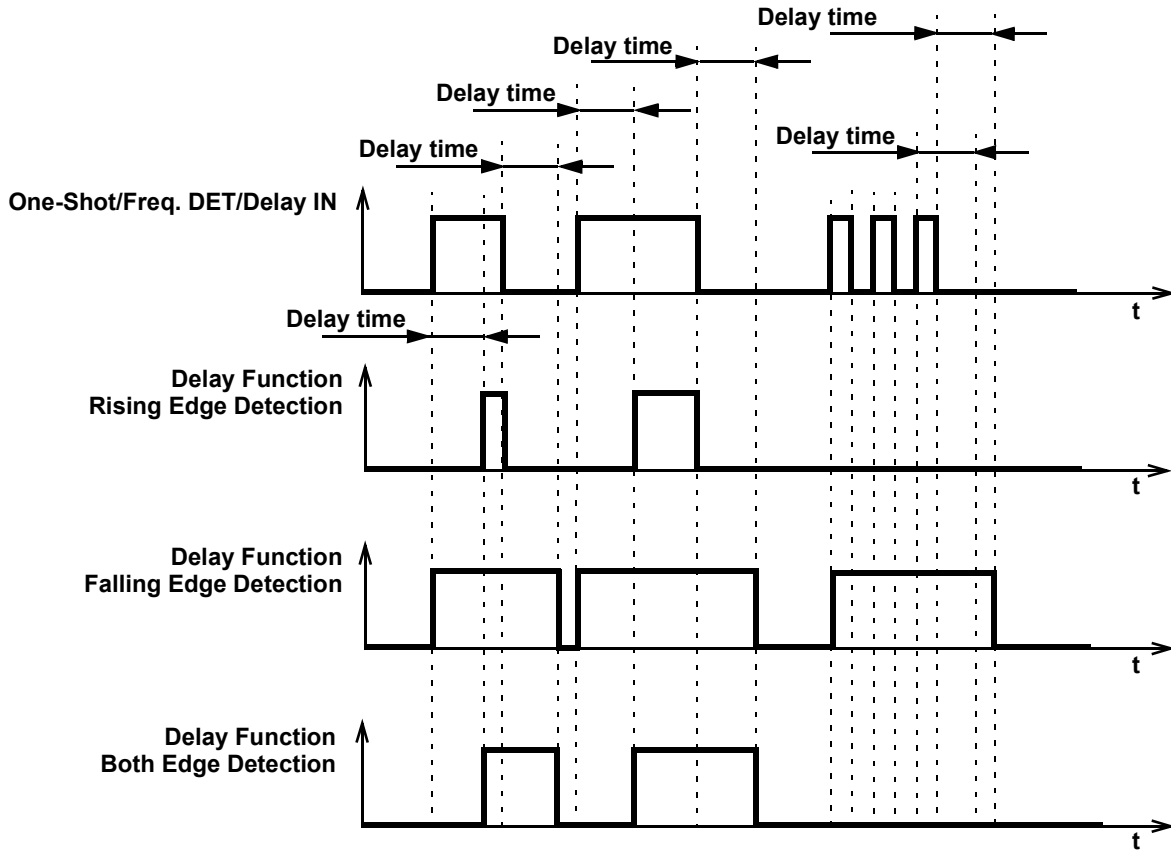 Delay time
Delay time
Delay time
Delay time
Delay time
One-Shot/Freq. DET/Delay IN
t
Delay time
Delay Function
Rising Edge Detection
t
Delay Function
Falling Edge Detection
t
Delay Function
Both Edge Detection
t